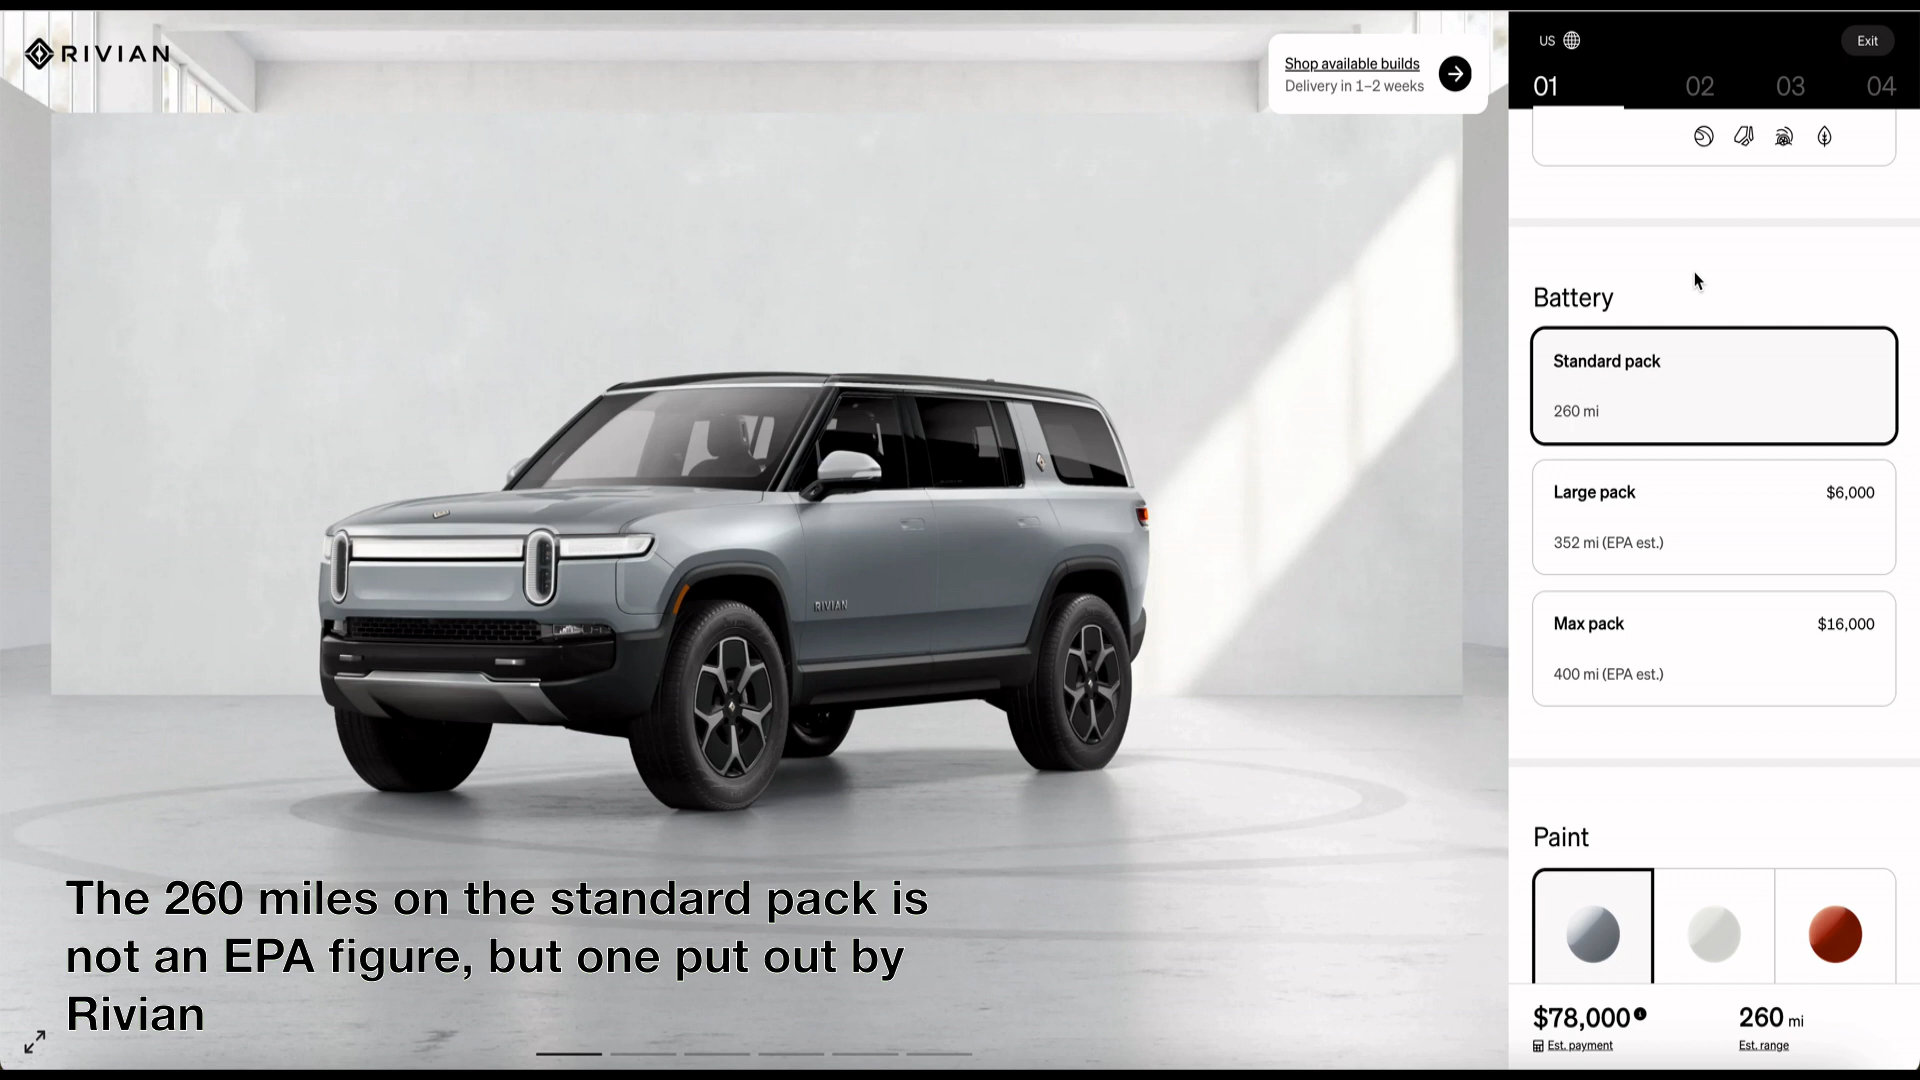 RIVIAN
Shop available builds
Delivery in 1–2 weeks
US
Exit
01 02 03 04
Battery
Standard pack
260 mi
Large pack $6,000
352 mi (EPA est.)
Max pack $16,000
400 mi (EPA est.)
Paint
$78,000
Est. payment
260 mi
Est. range
RIVIAN
The 260 miles on the standard pack is
not an EPA figure, but one put out by
Rivian